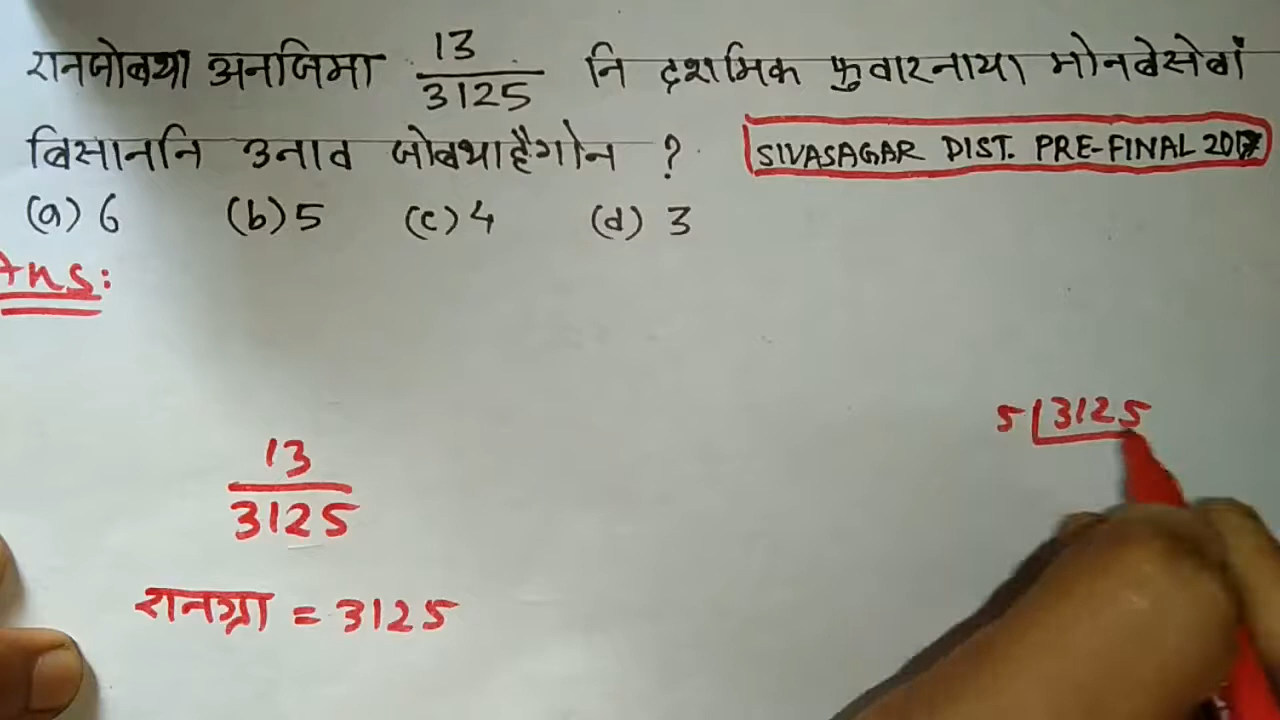 रानजोबथा अनजिमा 13/3125 नि दशमिक फुवारनाया मोनबेसेबाँ
बिसाननि उनाव जोबथाहैगोन ? SIVASAGAR DIST. PRE-FINAL 2017
(a) 6 (b) 5 (c) 4 (d) 3
Ans:
5 3125
13/3125
रानग्रा = 3125